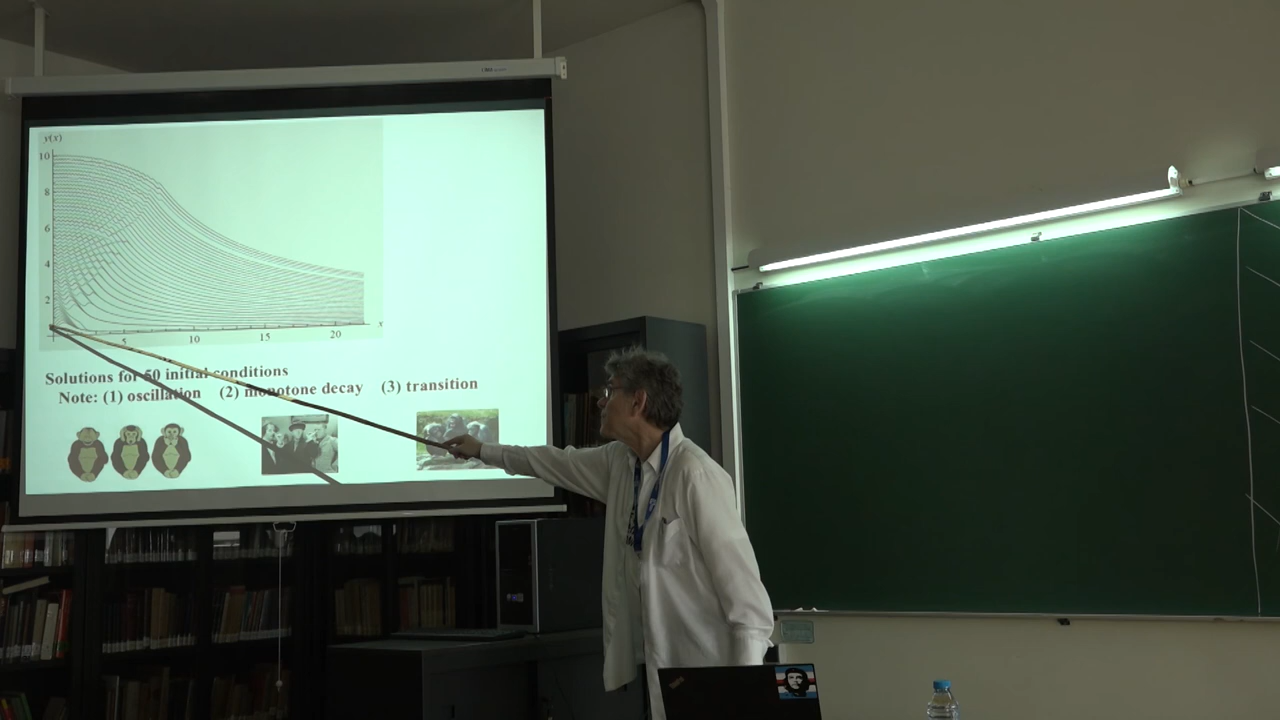 y(x)
10
8
6
4
2
5 10 15 20 x
Solutions for 50 initial conditions
Note: (1) oscillation (2) monotone decay (3) transition